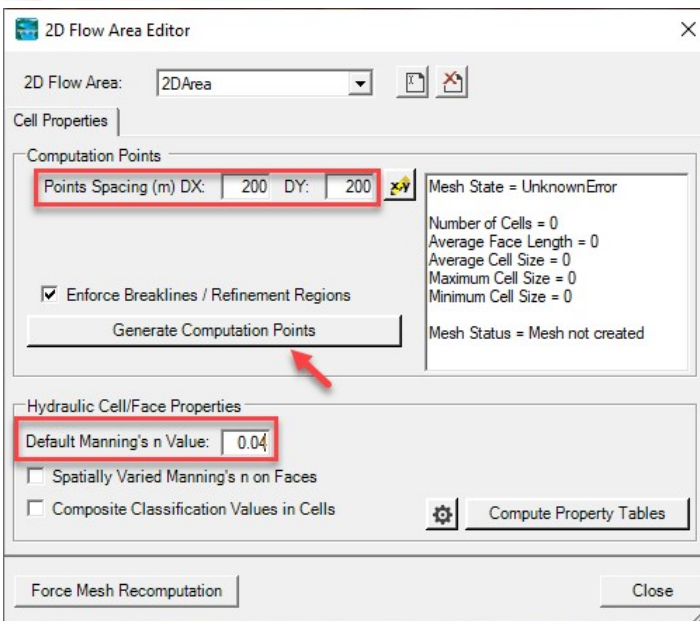 2D Flow Area Editor
2D Flow Area: 2DArea
Cell Properties
Computation Points
Points Spacing (m) DX: 200 DY: 200
Mesh State = UnknownError
Number of Cells = 0
Average Face Length = 0
Average Cell Size = 0
Maximum Cell Size = 0
Minimum Cell Size = 0
Mesh Status = Mesh not created
Enforce Breaklines / Refinement Regions
Generate Computation Points
Hydraulic Cell/Face Properties
Default Manning's n Value: 0.04
Spatially Varied Manning's n on Faces
Composite Classification Values in Cells
Compute Property Tables
Force Mesh Recomputation
Close